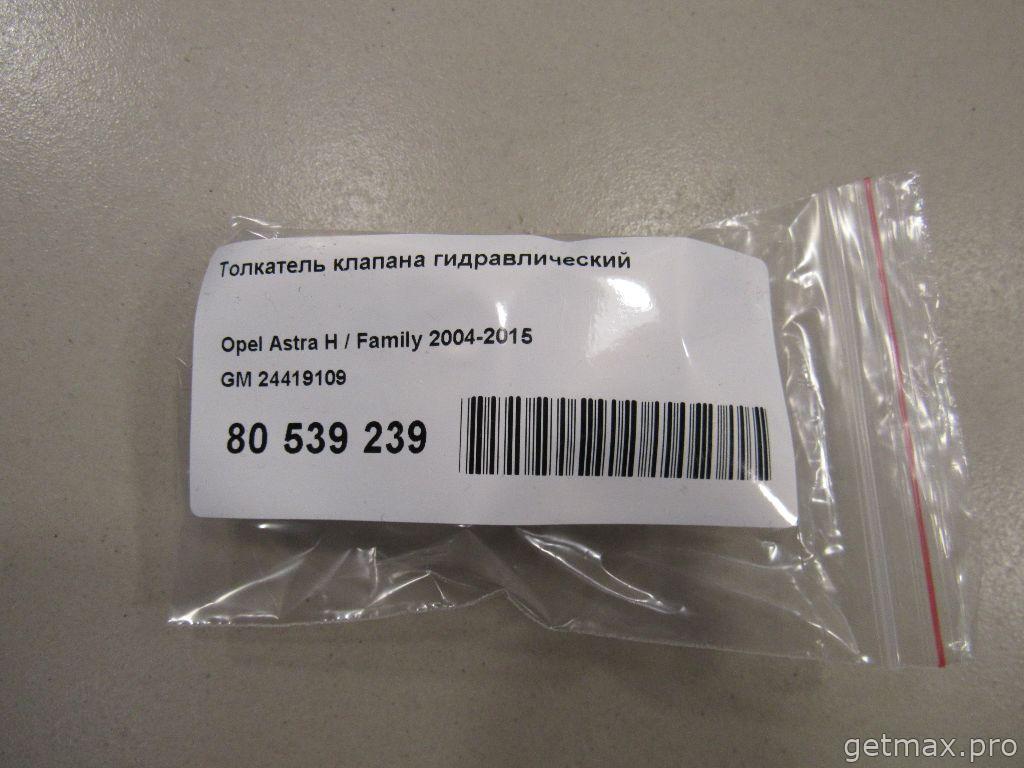 Толкатель клапана гидравлический
Opel Astra H / Family 2004-2015
GM 24419109
80 539 239
getmax.pro